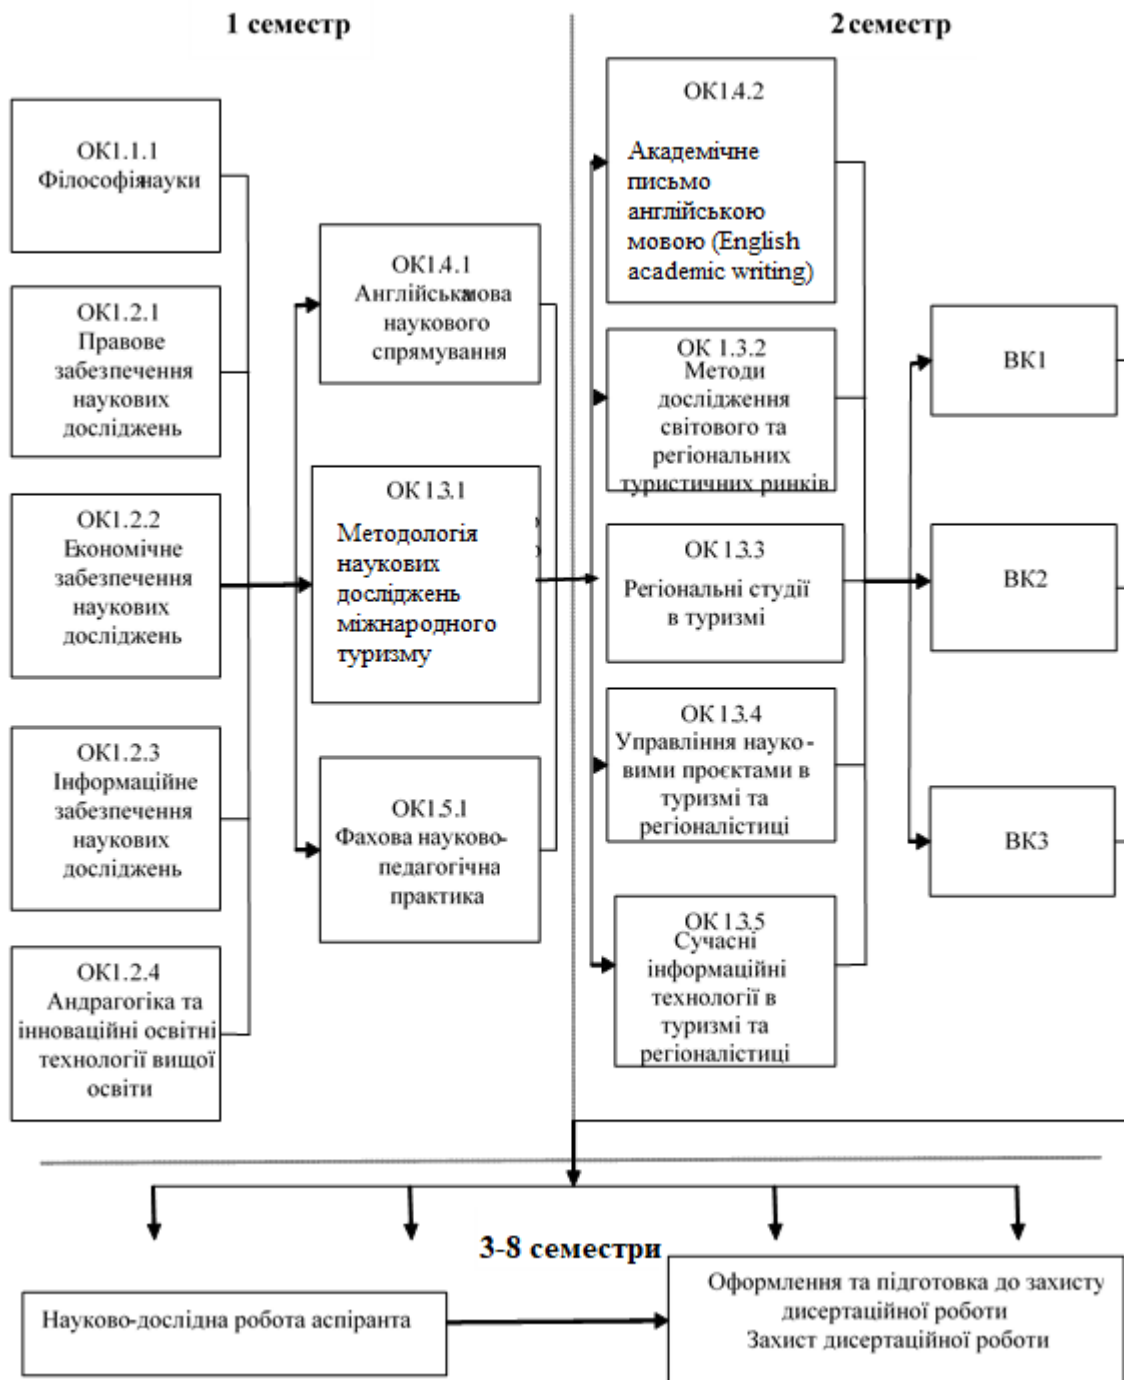 1 семестр
2 семестр
ОК1.1.1
Філософія науки
ОК1.2.1
Правове
забезпечення
наукових
досліджень
ОК1.2.2
Економічне
забезпечення
наукових
досліджень
ОК1.2.3
Інформаційне
забезпечення
наукових
досліджень
ОК1.2.4
Андрагогіка та
інноваційні освітні
технології вищої
освіти
ОК1.4.1
Англійська мова
наукового
спрямування
ОК 1.3.1
Методологія
наукових
досліджень
міжнародного
туризму
ОК1.5.1
Фахова науково-
педагогічна
практика
ОК1.4.2
Академічне
письмо
англійською
мовою (English
academic writing)
ОК 1.3.2
Методи
дослідження
світового та
регіональних
туристичних ринків
ОК 1.3.3
Регіональні студії
в туризмі
ОК 1.3.4
Управління науко-
вими проєктами в
туризмі та
регіоналістиці
ОК 1.3.5
Сучасні
інформаційні
технології в
туризмі та
регіоналістиці
ВК1
ВК2
ВК3
3-8 семестри
Науково-дослідна робота аспіранта
Оформлення та підготовка до захисту
дисертаційної роботи
Захист дисертаційної роботи